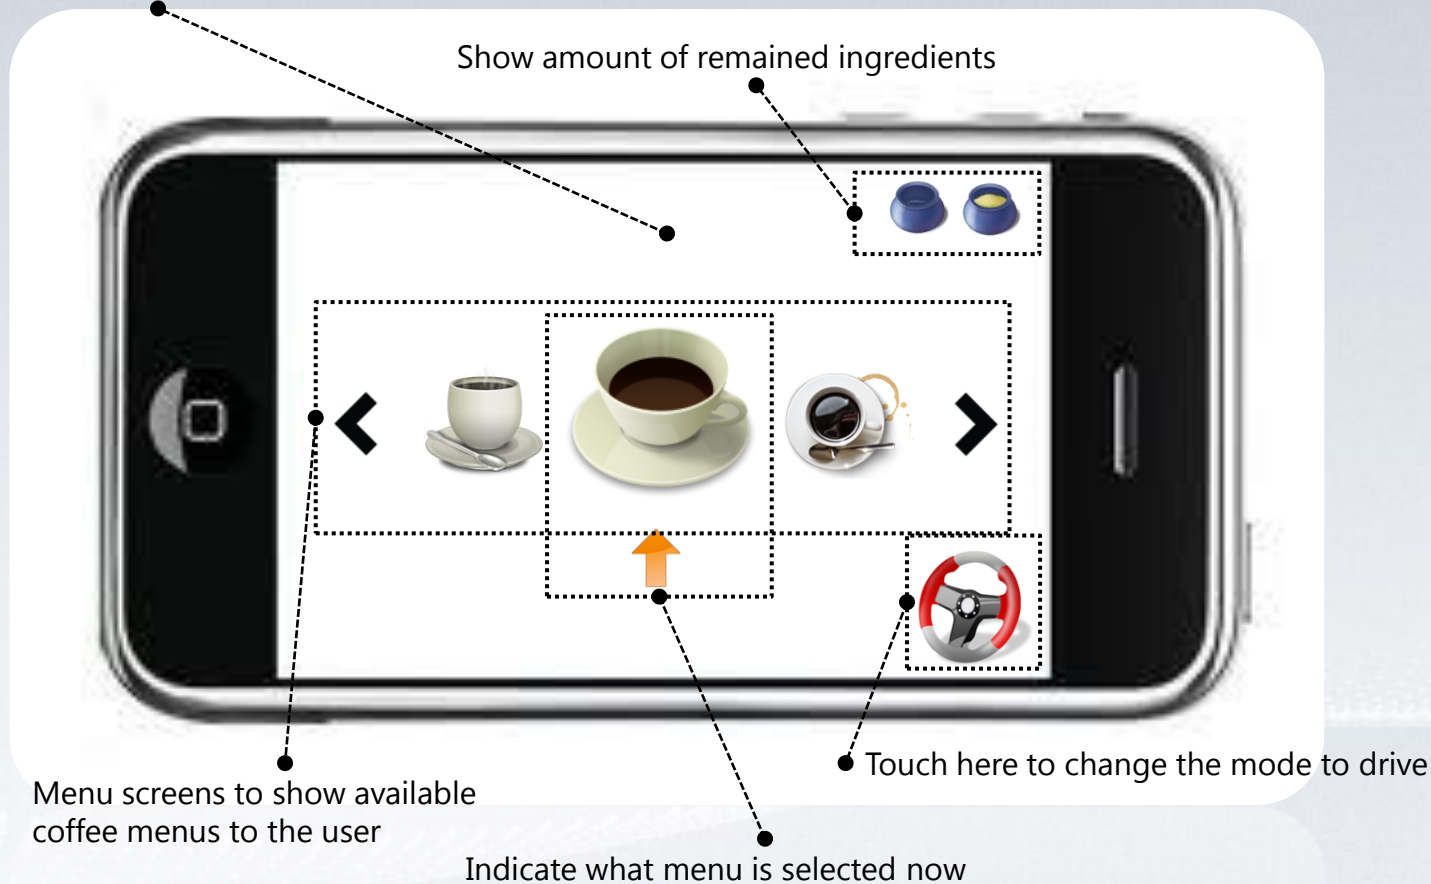 Show amount of remained ingredients
Touch here to change the mode to drive
Menu screens to show available
coffee menus to the user
Indicate what menu is selected now